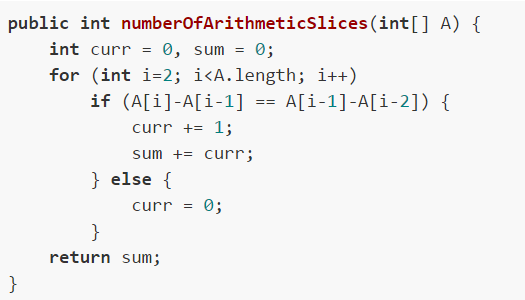 public int numberOfArithmeticSlices(int[] A) {
    int curr = 0, sum = 0;
    for (int i=2; i<A.length; i++)
        if (A[i]-A[i-1] == A[i-1]-A[i-2]) {
            curr += 1;
            sum += curr;
        } else {
            curr = 0;
        }
    return sum;
}